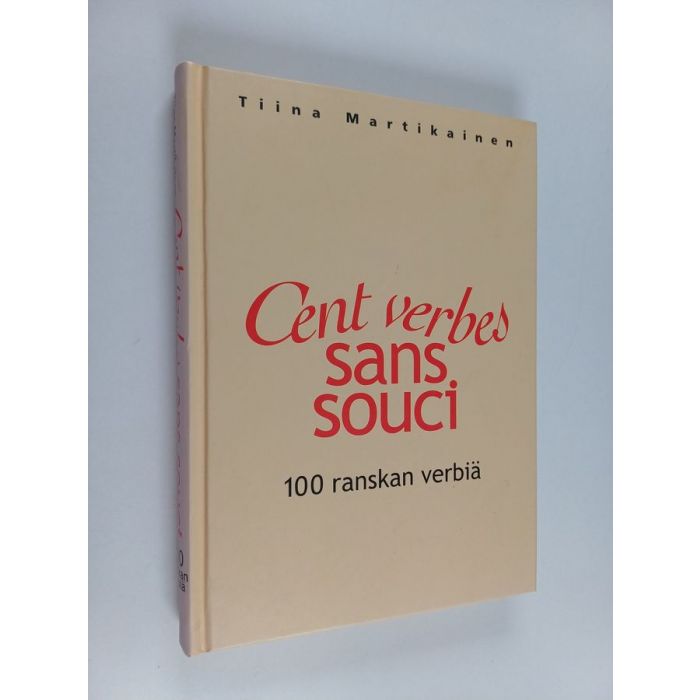 Tiina Martikainen
Cent verbes
sans
souci
100 ranskan verbiä